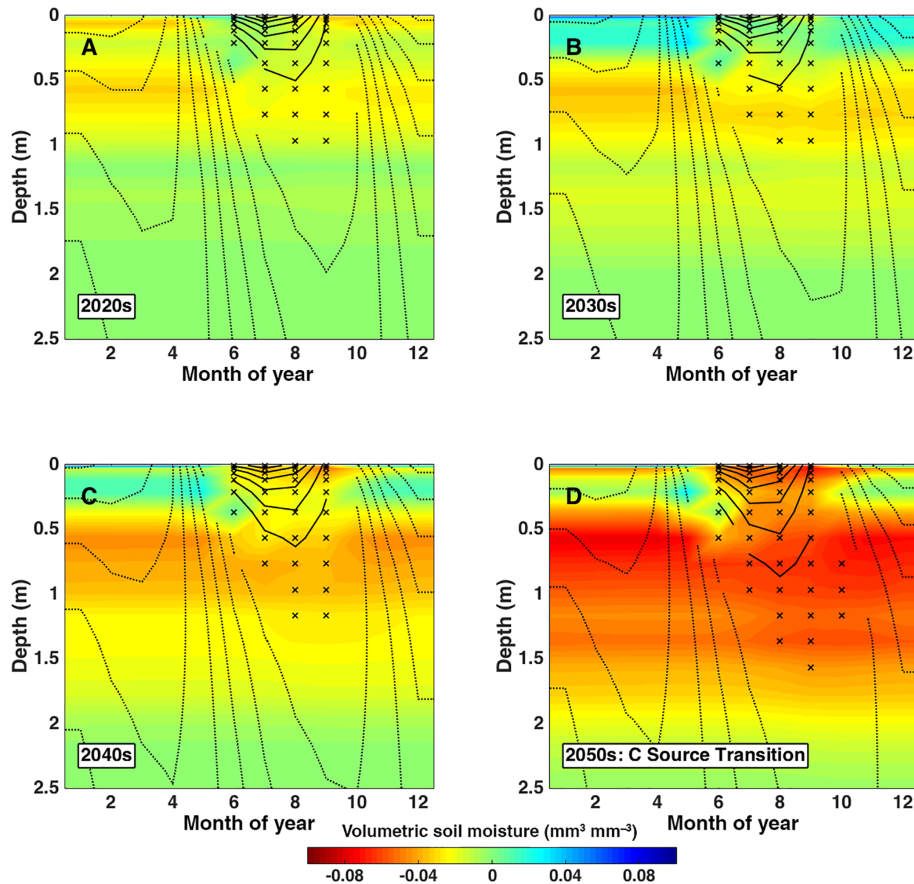 A
B
0
0.5
1
1.5
2
2.5
Depth (m)
2020s
2 4 6 8 10 12
Month of year
0
0.5
1
1.5
2
2.5
Depth (m)
2030s
2 4 6 8 10 12
Month of year
C
D
0
0.5
1
1.5
2
2.5
Depth (m)
2040s
2 4 6 8 10 12
Month of year
0
0.5
1
1.5
2
2.5
Depth (m)
2050s: C Source Transition
2 4 6 8 10 12
Month of year
Volumetric soil moisture (mm³ mm⁻³)
-0.08 -0.04 0 0.04 0.08